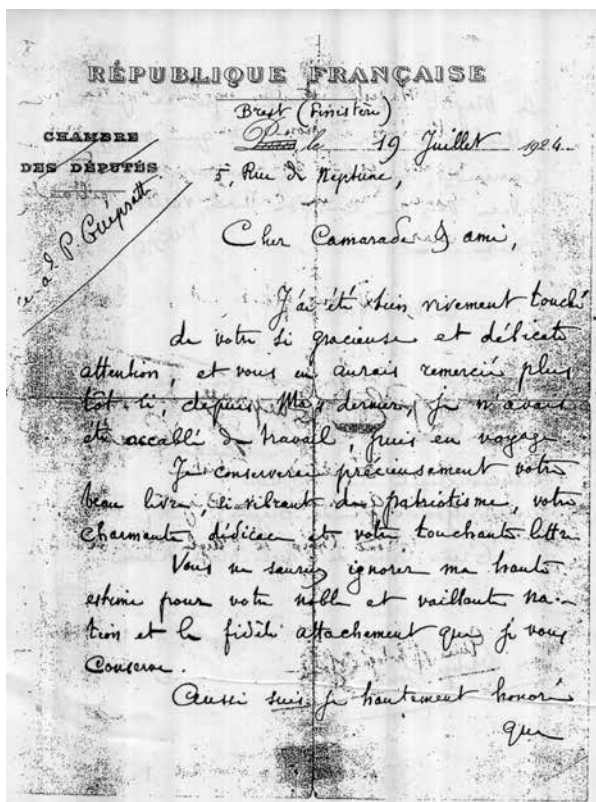 RÉPUBLIQUE FRANÇAISE
Brest (Finistère)
CHAMBRE
DES DÉPUTÉS
Paris, le 19 Juillet 1924
5, Rue de Neptune,
P. Guépratt
Cher Camarade & ami,
J'ai été bien vivement touché
de votre si gracieuse et délicate
attention, et vous en aurais remercié plus
tôt si, depuis Mars dernier, je n'avais
été accablé de travail, puis en voyage
Je conserverai précieusement votre
beau livre, si vibrant de patriotisme, votre
charmante dédicace et votre touchante lettre
Vous ne sauriez ignorer ma haute
estime pour votre noble et vaillante na-
tion et le fidèle attachement que je vous
conserve.
Aussi suis-je hautement honoré
que